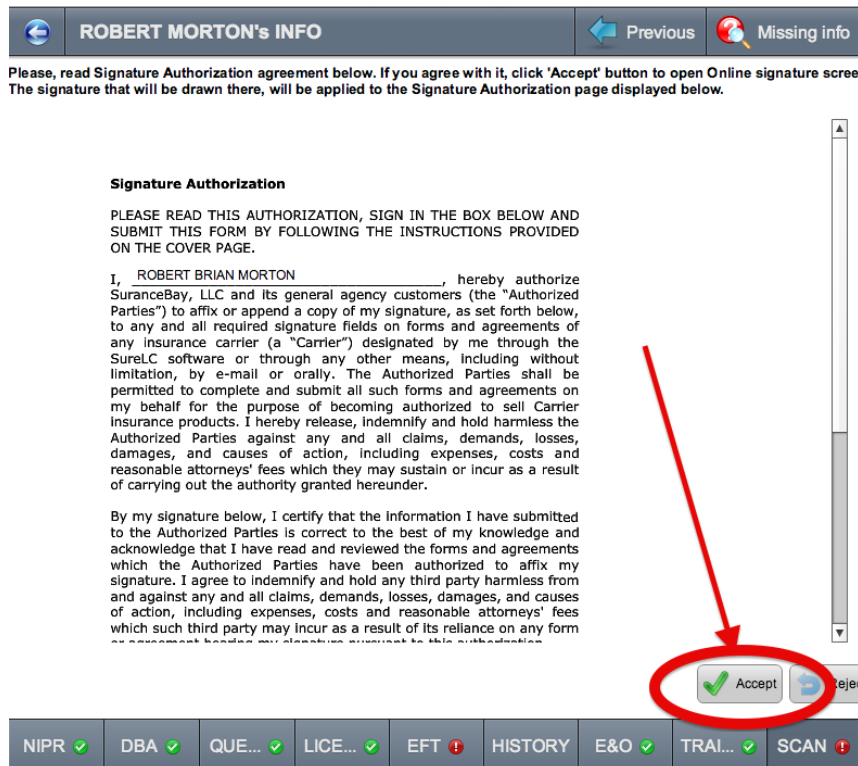 ROBERT MORTON's INFO
Previous
Missing info
Please, read Signature Authorization agreement below. If you agree with it, click 'Accept' button to open Online signature scree
The signature that will be drawn there, will be applied to the Signature Authorization page displayed below.
Signature Authorization
PLEASE READ THIS AUTHORIZATION, SIGN IN THE BOX BELOW AND
SUBMIT THIS FORM BY FOLLOWING THE INSTRUCTIONS PROVIDED
ON THE COVER PAGE.
I, ROBERT BRIAN MORTON, hereby authorize
SuranceBay, LLC and its general agency customers (the "Authorized
Parties") to affix or append a copy of my signature, as set forth below,
to any and all required signature fields on forms and agreements of
any insurance carrier (a "Carrier") designated by me through the
SureLC software or through any other means, including without
limitation, by e-mail or orally. The Authorized Parties shall be
permitted to complete and submit all such forms and agreements on
my behalf for the purpose of becoming authorized to sell Carrier
insurance products. I hereby release, indemnify and hold harmless the
Authorized Parties against any and all claims, demands, losses,
damages, and causes of action, including expenses, costs and
reasonable attorneys' fees which they may sustain or incur as a result
of carrying out the authority granted hereunder.
By my signature below, I certify that the information I have submitted
to the Authorized Parties is correct to the best of my knowledge and
acknowledge that I have read and reviewed the forms and agreements
which the Authorized Parties have been authorized to affix my
signature. I agree to indemnify and hold any third party harmless from
and against any and all claims, demands, losses, damages, and causes
of action, including expenses, costs and reasonable attorneys' fees
which such third party may incur as a result of its reliance on any form
or agreement bearing my signature pursuant to this authorization
Accept
Rejec
NIPR
DBA
QUE...
LICE...
EFT
HISTORY
E&O
TRAI...
SCAN